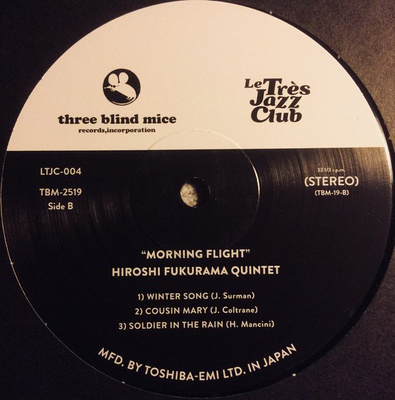 three blind mice
records,incorporation
Le Très
Jazz
Club
LTJC-004
TBM-2519
Side B
33 1/3 r.p.m.
(STEREO)
(TBM-19-B)
“MORNING FLIGHT”
HIROSHI FUKURAMA QUINTET
1) WINTER SONG (J. Surman)
2) COUSIN MARY (J. Coltrane)
3) SOLDIER IN THE RAIN (H. Mancini)
MFD. BY TOSHIBA-EMI LTD. IN JAPAN